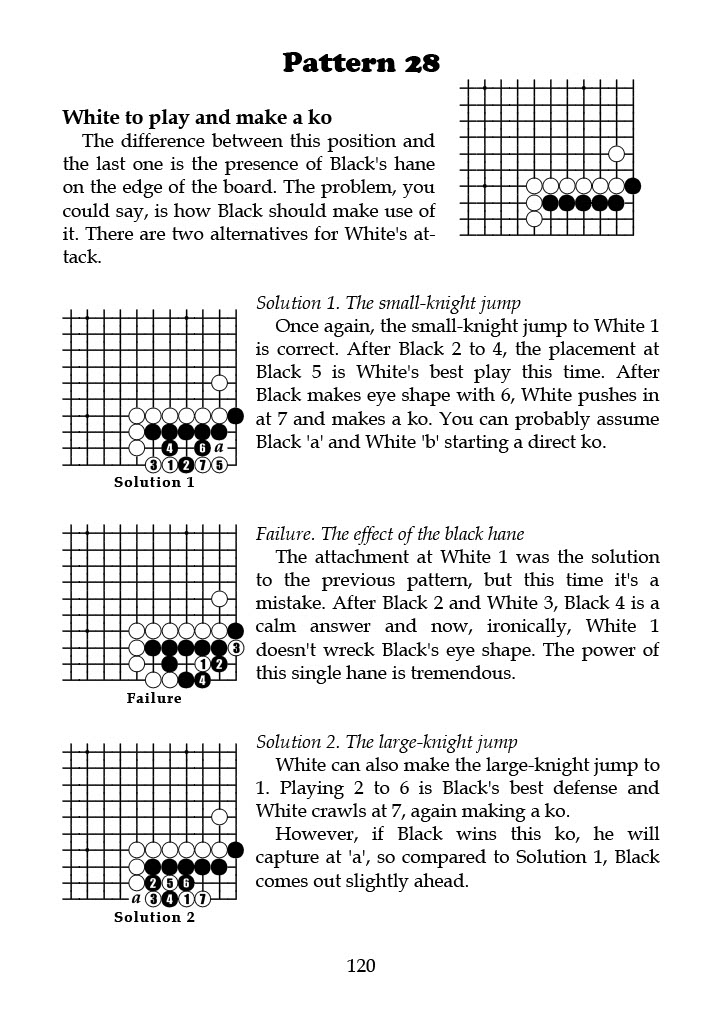 Pattern 28
White to play and make a ko
The difference between this position and
the last one is the presence of Black's hane
on the edge of the board. The problem, you
could say, is how Black should make use of
it. There are two alternatives for White's at-
tack.
Solution 1. The small-knight jump
Once again, the small-knight jump to White 1
is correct. After Black 2 to 4, the placement at
Black 5 is White's best play this time. After
Black makes eye shape with 6, White pushes in
at 7 and makes a ko. You can probably assume
Black 'a' and White 'b' starting a direct ko.
4 6 a
3 1 2 7 5
Solution 1
Failure. The effect of the black hane
The attachment at White 1 was the solution
to the previous pattern, but this time it's a
mistake. After Black 2 and White 3, Black 4 is a
calm answer and now, ironically, White 1
doesn't wreck Black's eye shape. The power of
this single hane is tremendous.
3
1 2
4
Failure
Solution 2. The large-knight jump
White can also make the large-knight jump to
1. Playing 2 to 6 is Black's best defense and
White crawls at 7, again making a ko.
However, if Black wins this ko, he will
capture at 'a', so compared to Solution 1, Black
comes out slightly ahead.
2 5 6
a 3 4 1 7
Solution 2
120